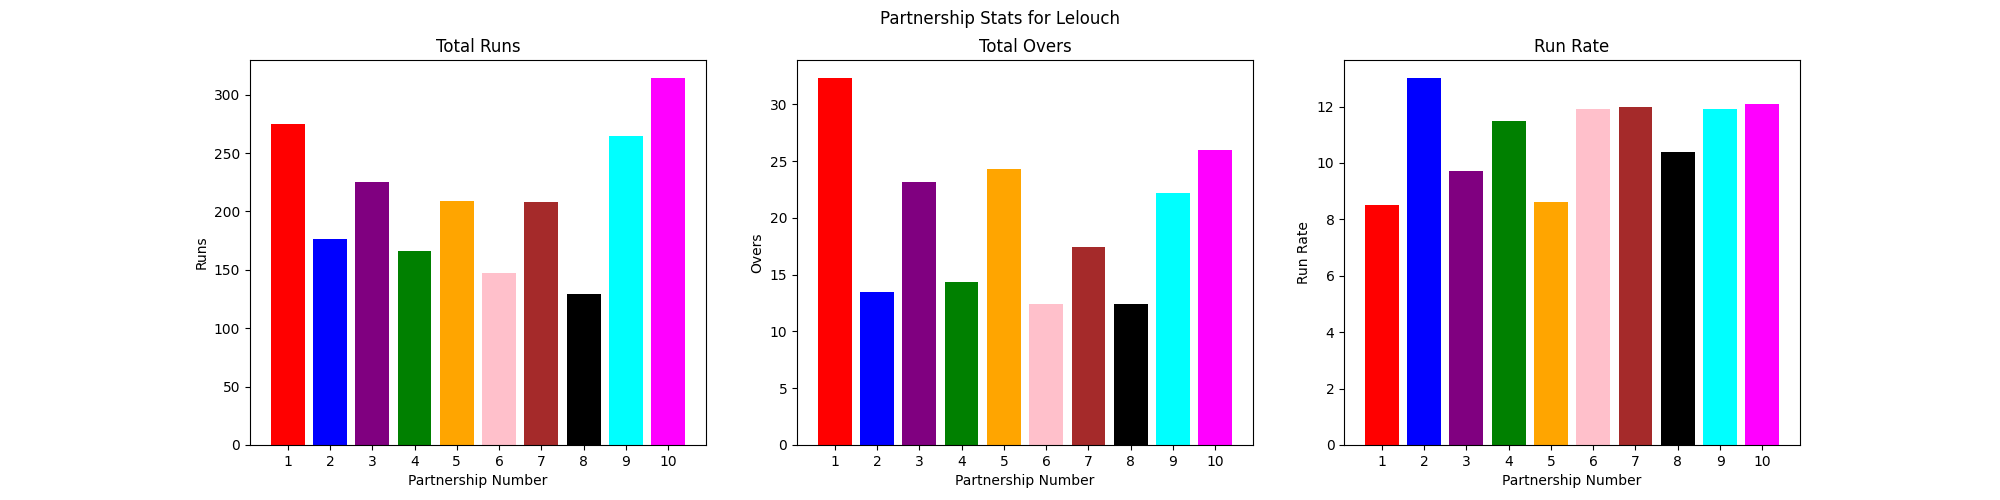 Partnership Stats for Lelouch
Total Runs
300
250
200
150
100
50
0
Runs
1 2 3 4 5 6 7 8 9 10
Partnership Number
Total Overs
30
25
20
15
10
5
0
Overs
1 2 3 4 5 6 7 8 9 10
Partnership Number
Run Rate
12
10
8
6
4
2
0
Run Rate
1 2 3 4 5 6 7 8 9 10
Partnership Number